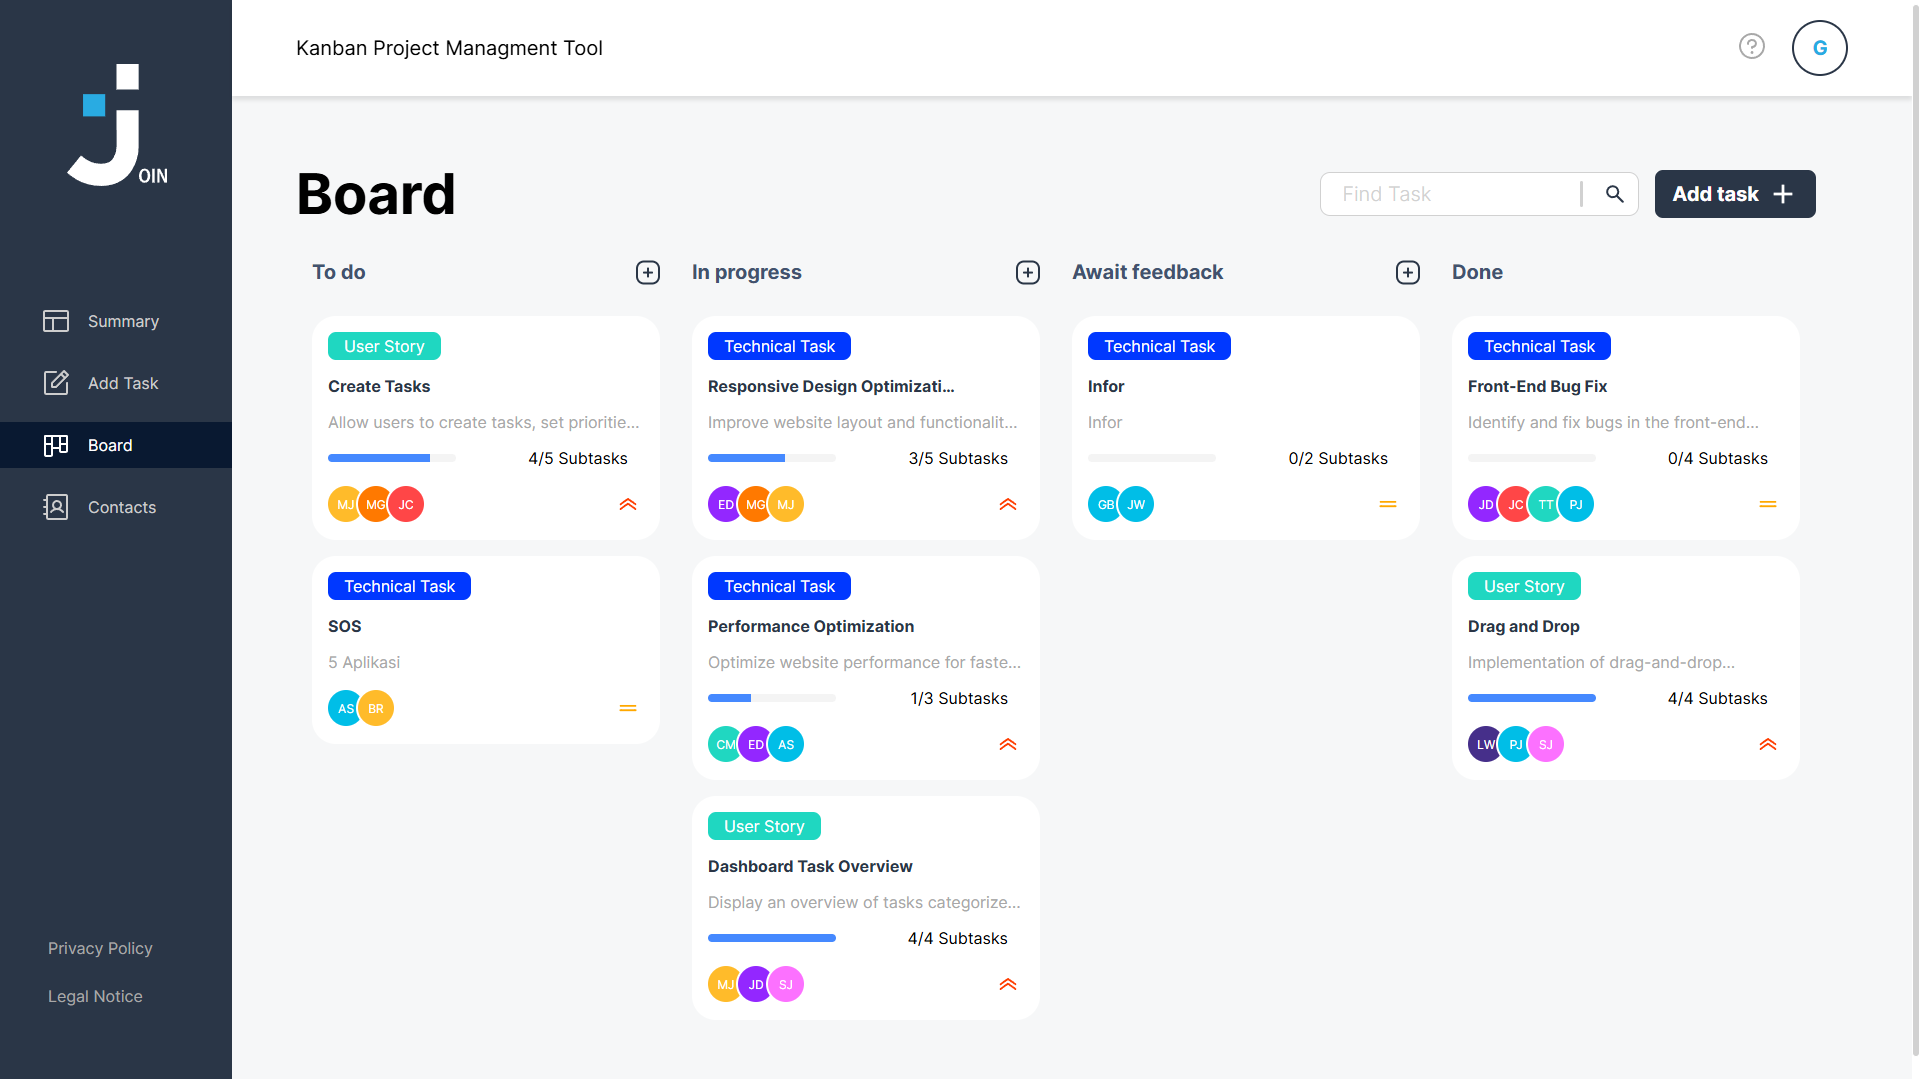 Kanban Project Managment Tool
G
OIN
Summary
Add Task
Board
Contacts
Privacy Policy
Legal Notice
Board
Find Task
Add task
To do
User Story
Create Tasks
Allow users to create tasks, set prioritie...
4/5 Subtasks
MJ MG JC
Technical Task
SOS
5 Aplikasi
AS BR
In progress
Technical Task
Responsive Design Optimizati...
Improve website layout and functionalit...
3/5 Subtasks
ED MG MJ
Technical Task
Performance Optimization
Optimize website performance for faste...
1/3 Subtasks
CM ED AS
User Story
Dashboard Task Overview
Display an overview of tasks categorize...
4/4 Subtasks
MJ JD SJ
Await feedback
Technical Task
Infor
Infor
0/2 Subtasks
GB JW
Done
Technical Task
Front-End Bug Fix
Identify and fix bugs in the front-end...
0/4 Subtasks
JD JC TT PJ
User Story
Drag and Drop
Implementation of drag-and-drop...
4/4 Subtasks
LW PJ SJ